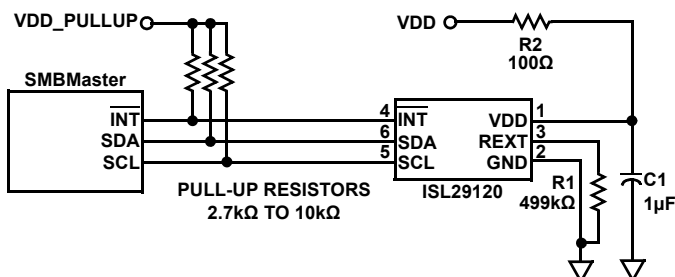 VDD_PULLUP
VDD
R2
100Ω
SMBMaster
INT
SDA
SCL
4
6
5
INT
SDA
SCL
VDD
REXT
GND
1
3
2
ISL29120
PULL-UP RESISTORS
2.7kΩ TO 10kΩ
R1
499kΩ
C1
1µF